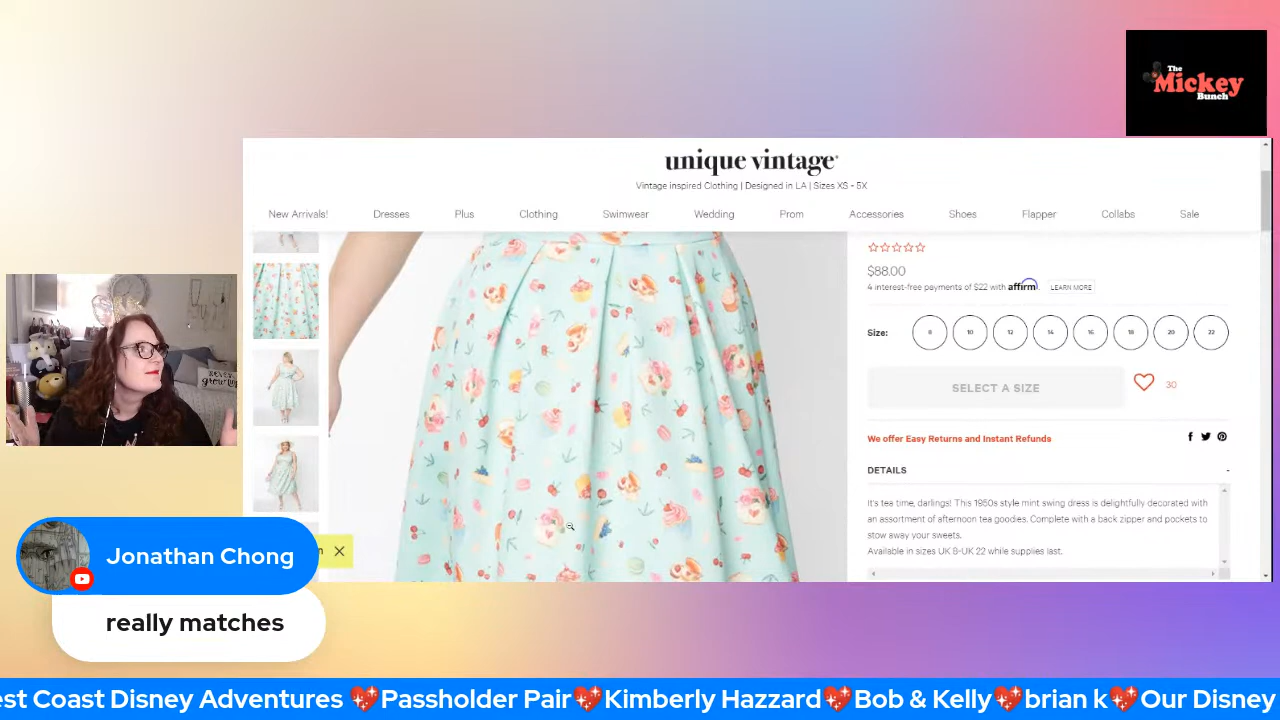 The
Mickey
Bunch
unique vintage
Vintage inspired Clothing | Designed in LA | Sizes XS - 5X
New Arrivals! Dresses Plus Clothing Swimwear Wedding Prom Accessories Shoes Flapper Collabs Sale
$88.00
4 interest-free payments of $22 with affirm. LEARN MORE
Size: 8 10 12 14 16 18 20 22
SELECT A SIZE
30
We offer Easy Returns and Instant Refunds
DETAILS -
It's tea time, darlings! This 1950s style mint swing dress is delightfully decorated with
an assortment of afternoon tea goodies. Complete with a back zipper and pockets to
stow away your sweets.
Available in sizes UK 8-UK 22 while supplies last.
Jonathan Chong
really matches
est Coast Disney Adventures 💖Passholder Pair💖Kimberly Hazzard💖Bob & Kelly💖brian k💖Our Disney